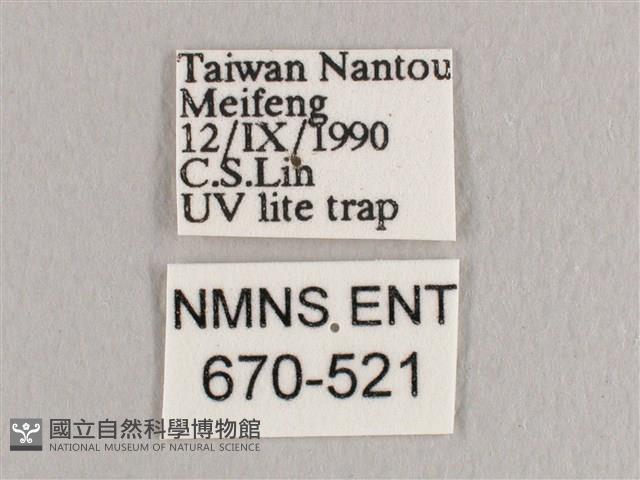 Taiwan Nantou
Meifeng
12/IX/1990
C.S.Lin
UV lite trap
NMNS ENT
670-521
國立自然科學博物館
NATIONAL MUSEUM OF NATURAL SCIENCE